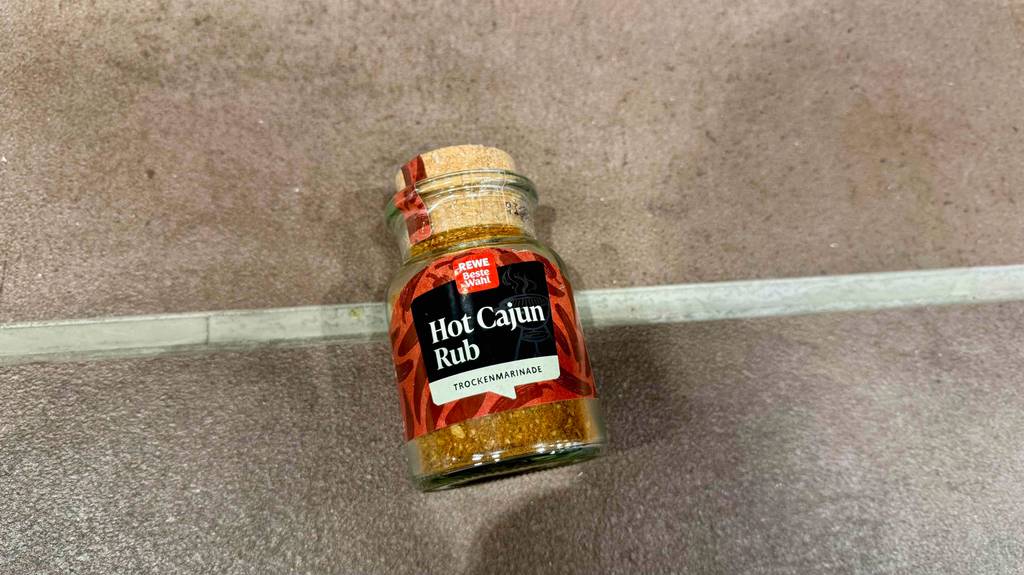 REWE
Beste
Wahl
Hot Cajun
Rub
TROCKENMARINADE